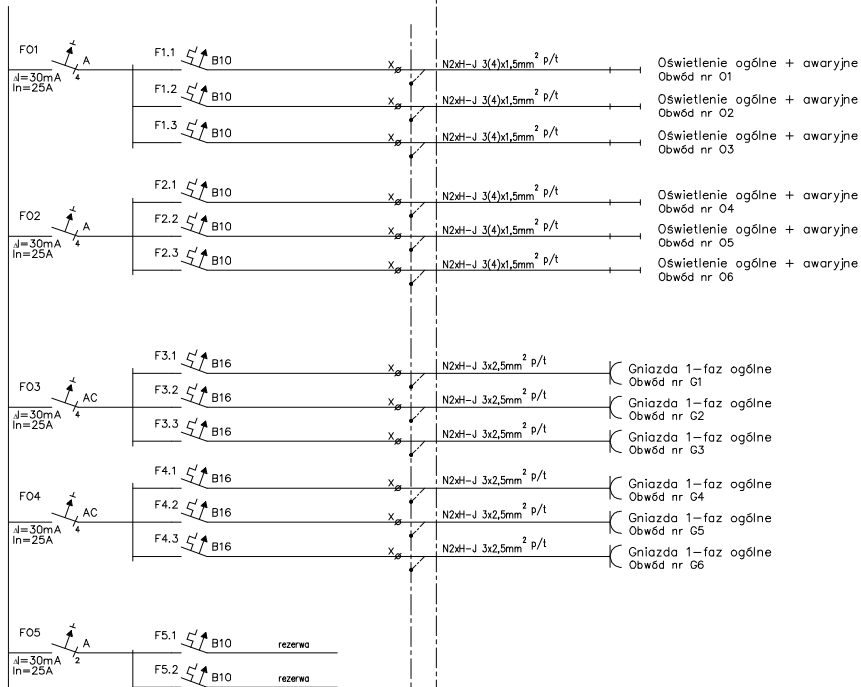 FO1 A F1.1 B10 X N2xH-J 3(4)x1,5mm² p/t Oświetlenie ogólne + awaryjne
ΔI=30mA 4 Obwód nr O1
In=25A
F1.2 B10 N2xH-J 3(4)x1,5mm² p/t Oświetlenie ogólne + awaryjne
X Obwód nr O2
F1.3 B10 N2xH-J 3(4)x1,5mm² p/t Oświetlenie ogólne + awaryjne
X Obwód nr O3
F2.1 B10 X N2xH-J 3(4)x1,5mm² p/t Oświetlenie ogólne + awaryjne
Obwód nr O4
FO2 A F2.2 B10 X N2xH-J 3(4)x1,5mm² p/t Oświetlenie ogólne + awaryjne
ΔI=30mA 4 Obwód nr O5
In=25A
F2.3 B10 X N2xH-J 3(4)x1,5mm² p/t Oświetlenie ogólne + awaryjne
Obwód nr O6
F3.1 B16 X N2xH-J 3x2,5mm² p/t Gniazda 1-faz ogólne
Obwód nr G1
FO3 AC F3.2 B16 X N2xH-J 3x2,5mm² p/t Gniazda 1-faz ogólne
ΔI=30mA 4 Obwód nr G2
In=25A
F3.3 B16 X N2xH-J 3x2,5mm² p/t Gniazda 1-faz ogólne
Obwód nr G3
F4.1 B16 X N2xH-J 3x2,5mm² p/t Gniazda 1-faz ogólne
Obwód nr G4
FO4 AC F4.2 B16 X N2xH-J 3x2,5mm² p/t Gniazda 1-faz ogólne
ΔI=30mA 4 Obwód nr G5
In=25A
F4.3 B16 X N2xH-J 3x2,5mm² p/t Gniazda 1-faz ogólne
Obwód nr G6
FO5 A F5.1 B10 rezerwa
ΔI=30mA 2
In=25A
F5.2 B10 rezerwa